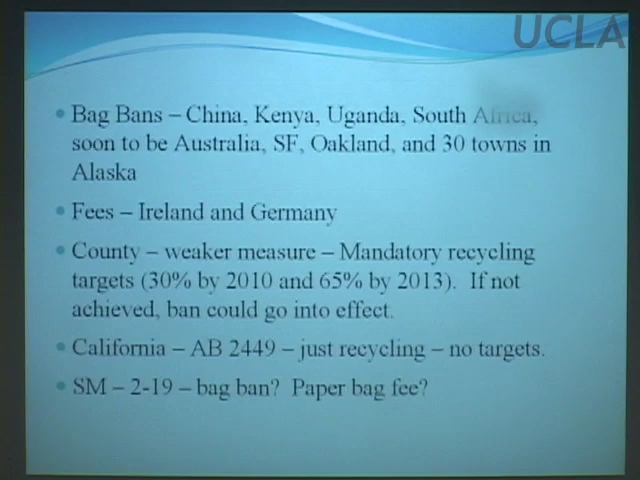 UCLA
• Bag Bans – China, Kenya, Uganda, South Africa,
soon to be Australia, SF, Oakland, and 30 towns in
Alaska
• Fees – Ireland and Germany
• County – weaker measure – Mandatory recycling
targets (30% by 2010 and 65% by 2013).  If not
achieved, ban could go into effect.
• California – AB 2449 – just recycling – no targets.
• SM – 2-19 – bag ban?  Paper bag fee?